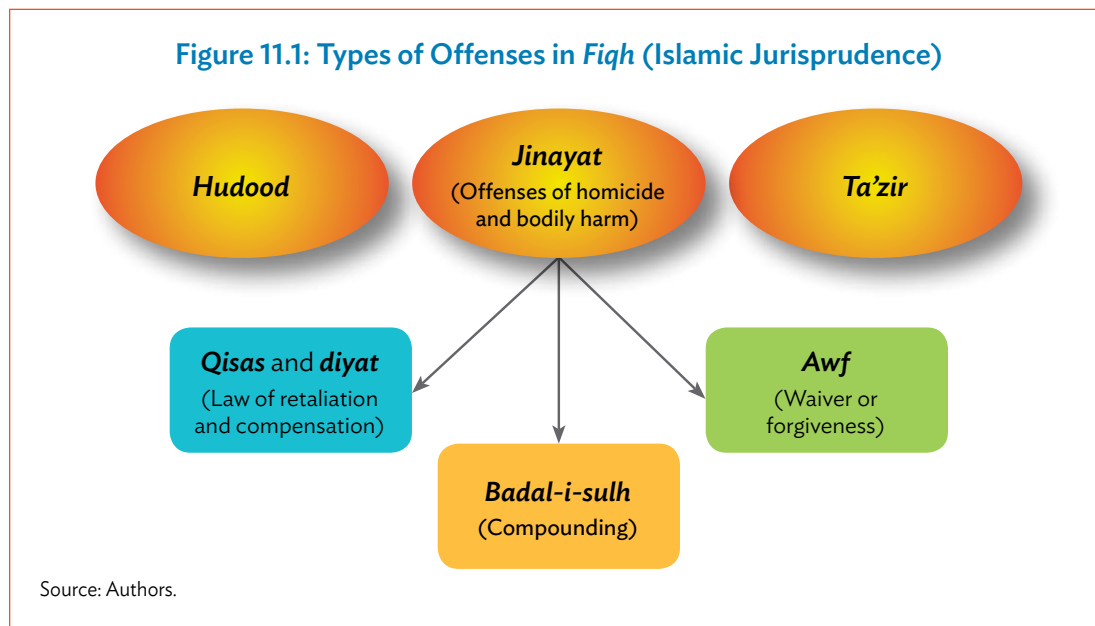 Figure 11.1: Types of Offenses in Fiqh (Islamic Jurisprudence)
Hudood
Jinayat
(Offenses of homicide
and bodily harm)
Ta’zir
Qisas and diyat
(Law of retaliation
and compensation)
Awf
(Waiver or
forgiveness)
Badal-i-sulh
(Compounding)
Source: Authors.